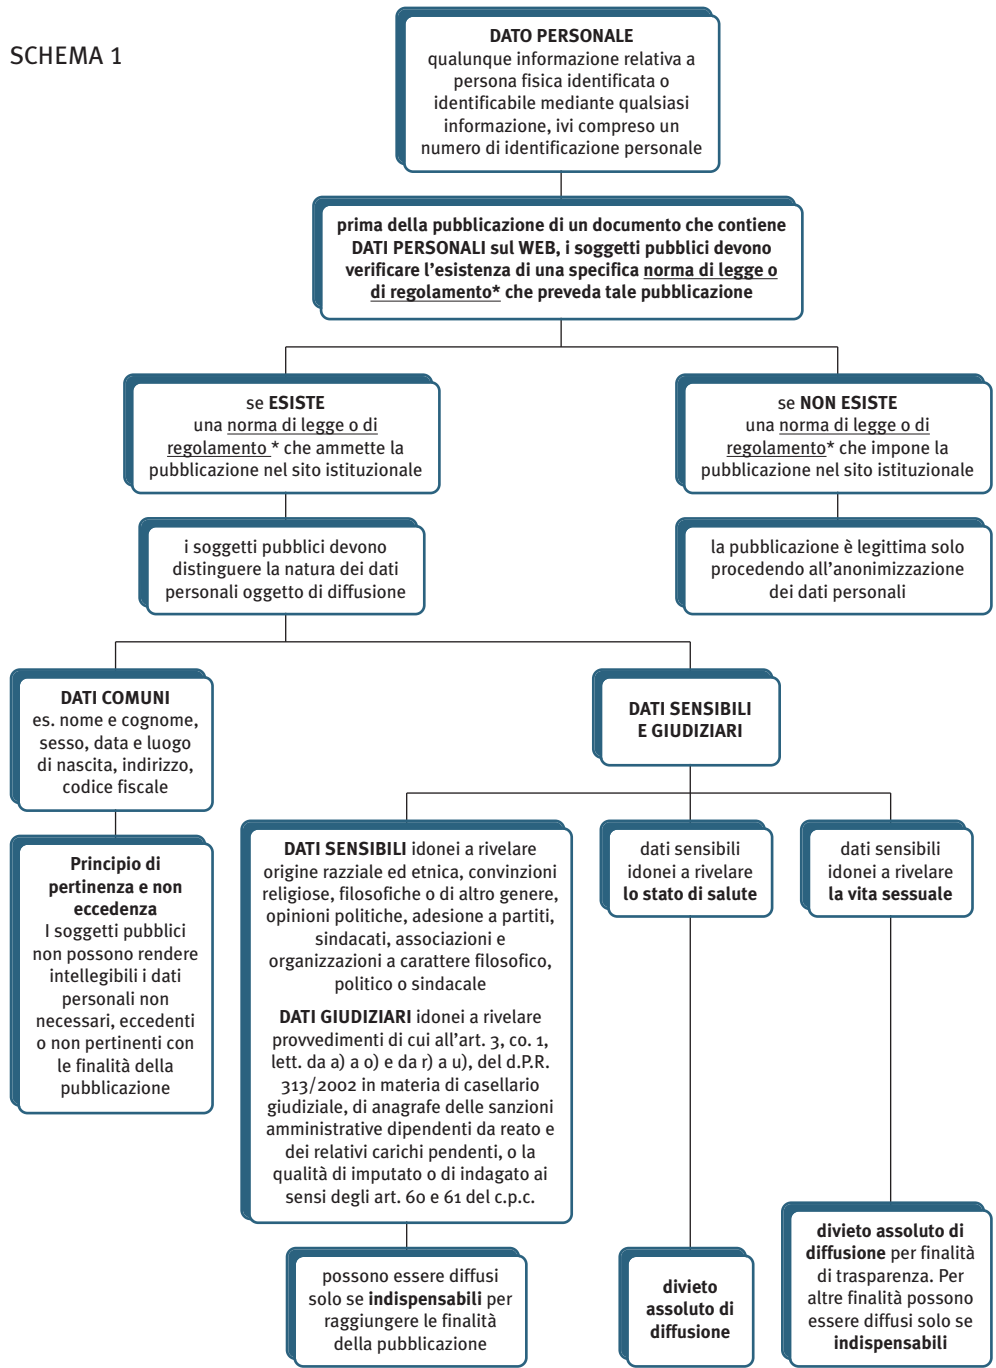 SCHEMA 1
DATO PERSONALE
qualunque informazione relativa a
persona fisica identificata o
identificabile mediante qualsiasi
informazione, ivi compreso un
numero di identificazione personale
prima della pubblicazione di un documento che contiene
DATI PERSONALI sul WEB, i soggetti pubblici devono
verificare l'esistenza di una specifica norma di legge o
di regolamento* che preveda tale pubblicazione
se ESISTE
una norma di legge o di
regolamento * che ammette la
pubblicazione nel sito istituzionale
se NON ESISTE
una norma di legge o di
regolamento* che impone la
pubblicazione nel sito istituzionale
i soggetti pubblici devono
distinguere la natura dei dati
personali oggetto di diffusione
la pubblicazione è legittima solo
procedendo all'anonimizzazione
dei dati personali
DATI COMUNI
es. nome e cognome,
sesso, data e luogo
di nascita, indirizzo,
codice fiscale
DATI SENSIBILI
E GIUDIZIARI
Principio di
pertinenza e non
eccedenza
I soggetti pubblici
non possono rendere
intellegibili i dati
personali non
necessari, eccedenti
o non pertinenti con
le finalità della
pubblicazione
DATI SENSIBILI idonei a rivelare
origine razziale ed etnica, convinzioni
religiose, filosofiche o di altro genere,
opinioni politiche, adesione a partiti,
sindacati, associazioni e
organizzazioni a carattere filosofico,
politico o sindacale
DATI GIUDIZIARI idonei a rivelare
provvedimenti di cui all'art. 3, co. 1,
lett. da a) a o) e da r) a u), del d.P.R.
313/2002 in materia di casellario
giudiziale, di anagrafe delle sanzioni
amministrative dipendenti da reato e
dei relativi carichi pendenti, o la
qualità di imputato o di indagato ai
sensi degli art. 60 e 61 del c.p.c.
dati sensibili
idonei a rivelare
lo stato di salute
dati sensibili
idonei a rivelare
la vita sessuale
possono essere diffusi
solo se indispensabili per
raggiungere le finalità
della pubblicazione
divieto
assoluto di
diffusione
divieto assoluto di
diffusione per finalità
di trasparenza. Per
altre finalità possono
essere diffusi solo se
indispensabili